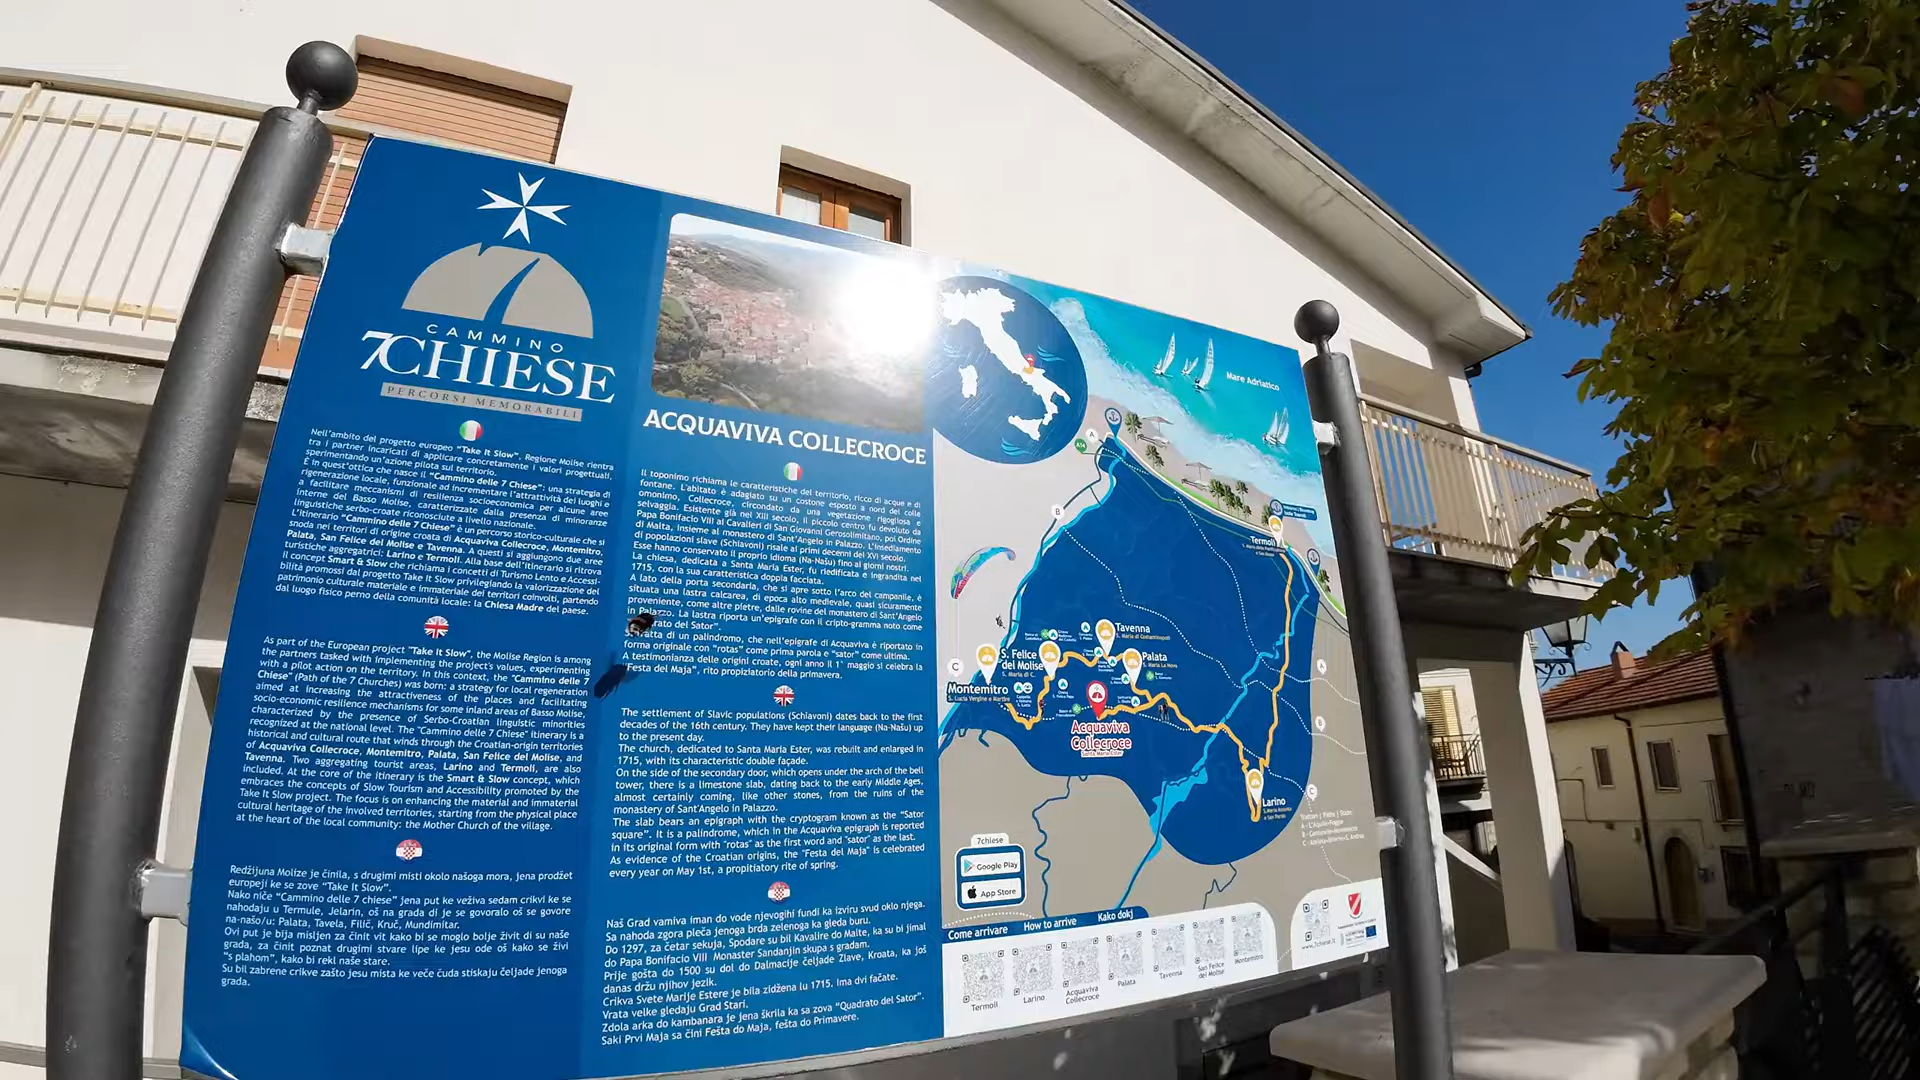 CAMMINO
7CHIESE
PERCORSI MEMORABILI
Nell'ambito del progetto europeo "Take It Slow", Regione Molise rientra
tra i partner incaricati di applicare concretamente i valori progettuali,
sperimentando un'azione pilota sul territorio.
È in quest'ottica che nasce il "Cammino delle 7 Chiese": una strategia di
rigenerazione locale, funzionale ad incrementare l'attrattività dei luoghi e
a facilitare meccanismi di resilienza socioeconomica per alcune aree
interne del Basso Molise, caratterizzate dalla presenza di minoranze
linguistiche serbo-croate riconosciute a livello nazionale.
L'itinerario "Cammino delle 7 Chiese" è un percorso storico-culturale che si
snoda nei territori di origine croata di Acquaviva Collecroce, Montemitro,
Palata, San Felice del Molise e Tavenna. A questi si aggiungono due aree
turistiche aggregatrici: Larino e Termoli. Alla base dell'itinerario si ritrova
il concept Smart & Slow che richiama i concetti di Turismo Lento e Accessi-
bilità promossi dal progetto Take It Slow privilegiando la valorizzazione del
patrimonio culturale materiale e immateriale dei territori coinvolti, partendo
dal luogo fisico perno della comunità locale: la Chiesa Madre del paese.
As part of the European project "Take It Slow", the Molise Region is among
the partners tasked with implementing the project's values, experimenting
with a pilot action on the territory. In this context, the "Cammino delle 7
Chiese" (Path of the 7 Churches) was born: a strategy for local regeneration
aimed at increasing the attractiveness of the places and facilitating
socio-economic resilience mechanisms for some inland areas of Basso Molise,
characterized by the presence of Serbo-Croatian linguistic minorities
recognized at the national level. The "Cammino delle 7 Chiese" itinerary is a
historical and cultural route that winds through the Croatian-origin territories
of Acquaviva Collecroce, Montemitro, Palata, San Felice del Molise, and
Tavenna. Two aggregating tourist areas, Larino and Termoli, are also
included. At the core of the itinerary is the Smart & Slow concept, which
embraces the concepts of Slow Tourism and Accessibility promoted by the
Take It Slow project. The focus is on enhancing the material and immaterial
cultural heritage of the involved territories, starting from the physical place
at the heart of the local community: the Mother Church of the village.
Redžijuna Molize je činila, s drugimi misti okolo našoga mora, jena prodžet
europeji ke se zove "Take It Slow".
Nako niče "Cammino delle 7 chiese" jena put ke veživa sedam crikvi ke se
nahodaju u Termule, Jelarin, oš na grada di je se govoralo oš se govore
na-našo/u: Palata, Tavela, Filič, Kruč, Mundimitar.
Ovi put je bija misljen za činit vit kako bi se moglo bolje živit di su naše
grada, za činit poznat drugimi stvare lipe ke jesu ode oš kako se živi
"s plahom", kako bi rekl naše stare.
Su bil zabrene crikve zašto jesu mista ke veče čuda stiskaju čeljade jenoga
grada.
ACQUAVIVA COLLECROCE
Il toponimo richiama le caratteristiche del territorio, ricco di acque e di
fontane. L'abitato è adagiato su un costone esposto a nord del colle
omonimo, Collecroce, circondato da una vegetazione rigogliosa e
selvaggia. Esistente già nel XIII secolo, il piccolo centro fu devoluto da
Papa Bonifacio VIII ai Cavalieri di San Giovanni Gerosolimitano, poi Ordine
di Malta, insieme al monastero di Sant'Angelo in Palazzo. L'insediamento
di popolazioni slave (Schiavoni) risale ai primi decenni del XVI secolo.
Esse hanno conservato il proprio idioma (Na-Našu) fino ai giorni nostri.
La chiesa, dedicata a Santa Maria Ester, fu riedificata e ingrandita nel
1715, con la sua caratteristica doppia facciata.
A lato della porta secondaria, che si apre sotto l'arco del campanile, è
situata una lastra calcarea, di epoca alto medievale, quasi sicuramente
proveniente, come altre pietre, dalle rovine del monastero di Sant'Angelo
in Palazzo. La lastra riporta un'epigrafe con il cripto-gramma noto come
del Sator".
di un palindromo, che nell'epigrafe di Acquaviva è riportato in
forma originale con "rotas" come prima parola e "sator" come ultima.
A testimonianza delle origini croate, ogni anno il 1° maggio si celebra la
"Festa del Maja", rito propiziatorio della primavera.
The settlement of Slavic populations (Schiavoni) dates back to the first
decades of the 16th century. They have kept their language (Na-Našu) up
to the present day.
The church, dedicated to Santa Maria Ester, was rebuilt and enlarged in
1715, with its characteristic double façade.
On the side of the secondary door, which opens under the arch of the bell
tower, there is a limestone slab, dating back to the early Middle Ages,
almost certainly coming, like other stones, from the ruins of the
monastery of Sant'Angelo in Palazzo.
The slab bears an epigraph with the cryptogram known as the "Sator
square". It is a palindrome, which in the Acquaviva epigraph is reported
in its original form with "rotas" as the first word and "sator" as the last.
As evidence of the Croatian origins, the "Festa del Maja" is celebrated
every year on May 1st, a propitiatory rite of spring.
Naš Grad vamiva iman do vode njevogihi fundi ka izviru svud oklo njega.
Sa nahoda zgora pleča jenoga brda zelenoga ka gleda buru.
Do 1297, za četar sekuja, Spodare su bil Kavalire do Malte, ka su bi jimal
do Papa Bonifacio VIII Monaster Sandanjin skupa s gradam.
Prije gošta do 1500 su dol do Dalmacije čeljade Zlave, Kroata, ka još
danas držu njihov jezik.
Crikva Svete Marije Estere je bila zidžena lu 1715. Ima dvi fačate.
Vrata velke gledaju Grad Stari.
Zdola arka do kambanara je jena škrila ka sa zova "Quadrato del Sator".
Saki Prvi Maja sa čini Fešta do Maja, fešta do Primavere.
Mare Adriatico
A14
A
B
Termoli
Tavenna
S. Maria di Costantinopoli
S. Felice
del Molise
S. Maria di C.
Palata
S. Maria La Nova
C
Montemitro
S. Lucia Vergine e Martire
Acquaviva
Collecroce
Santa Maria Ester
Larino
A
B
C
7chiese
Google Play
App Store
Come arrivare
How to arrive
Kako dokj
Termoli
Larino
Acquaviva
Collecroce
Palata
Tavenna
San Felice
del Molise
Montemitro
www.7chiese.it